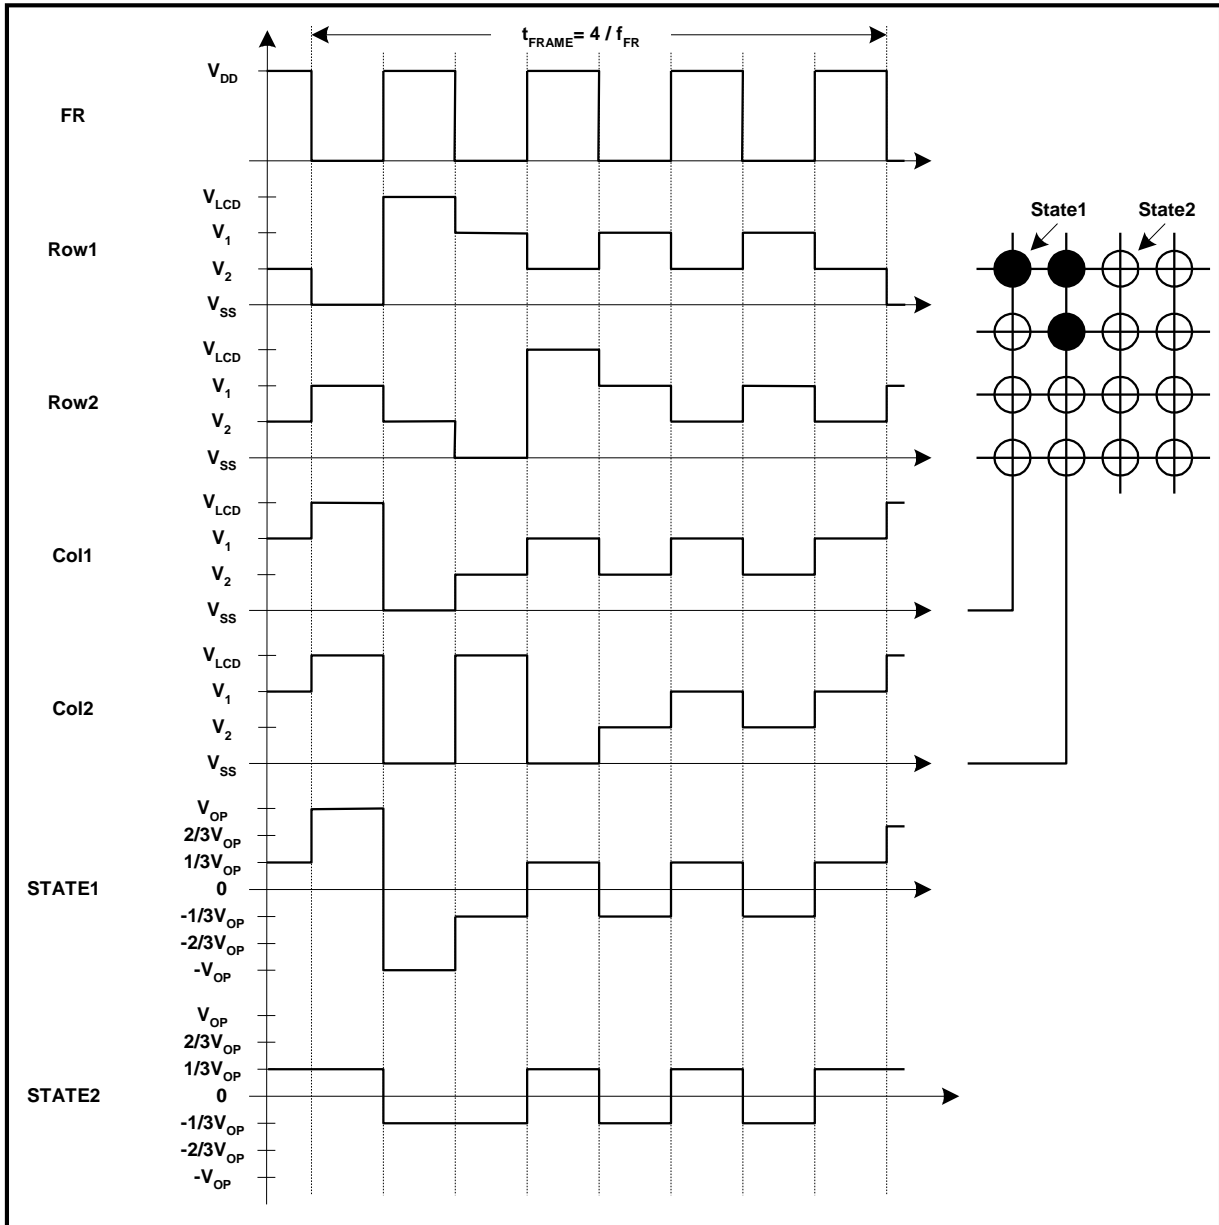 tFRAME= 4 / fFR
VDD
FR
VLCD
V1
Row1
V2
VSS
State1
State2
VLCD
V1
Row2
V2
VSS
VLCD
V1
Col1
V2
VSS
VLCD
V1
Col2
V2
VSS
VOP
2/3VOP
1/3VOP
STATE1
0
-1/3VOP
-2/3VOP
-VOP
VOP
2/3VOP
1/3VOP
STATE2
0
-1/3VOP
-2/3VOP
-VOP